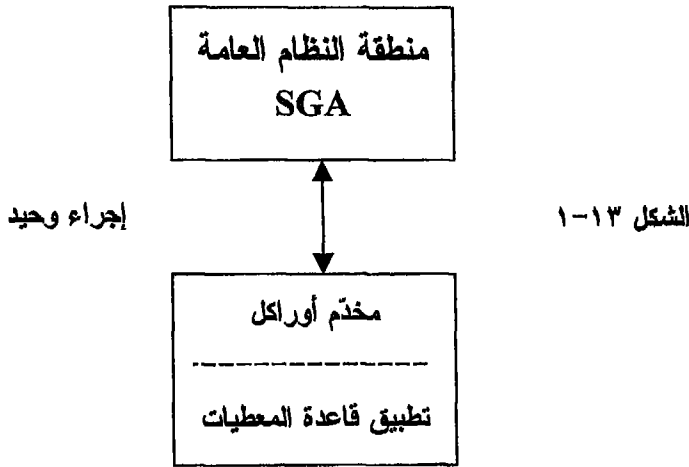 منطقة النظام العامة
SGA
الشكل ١٣-١
إجراء وحيد
مخدّم أوراكل
تطبيق قاعدة المعطيات